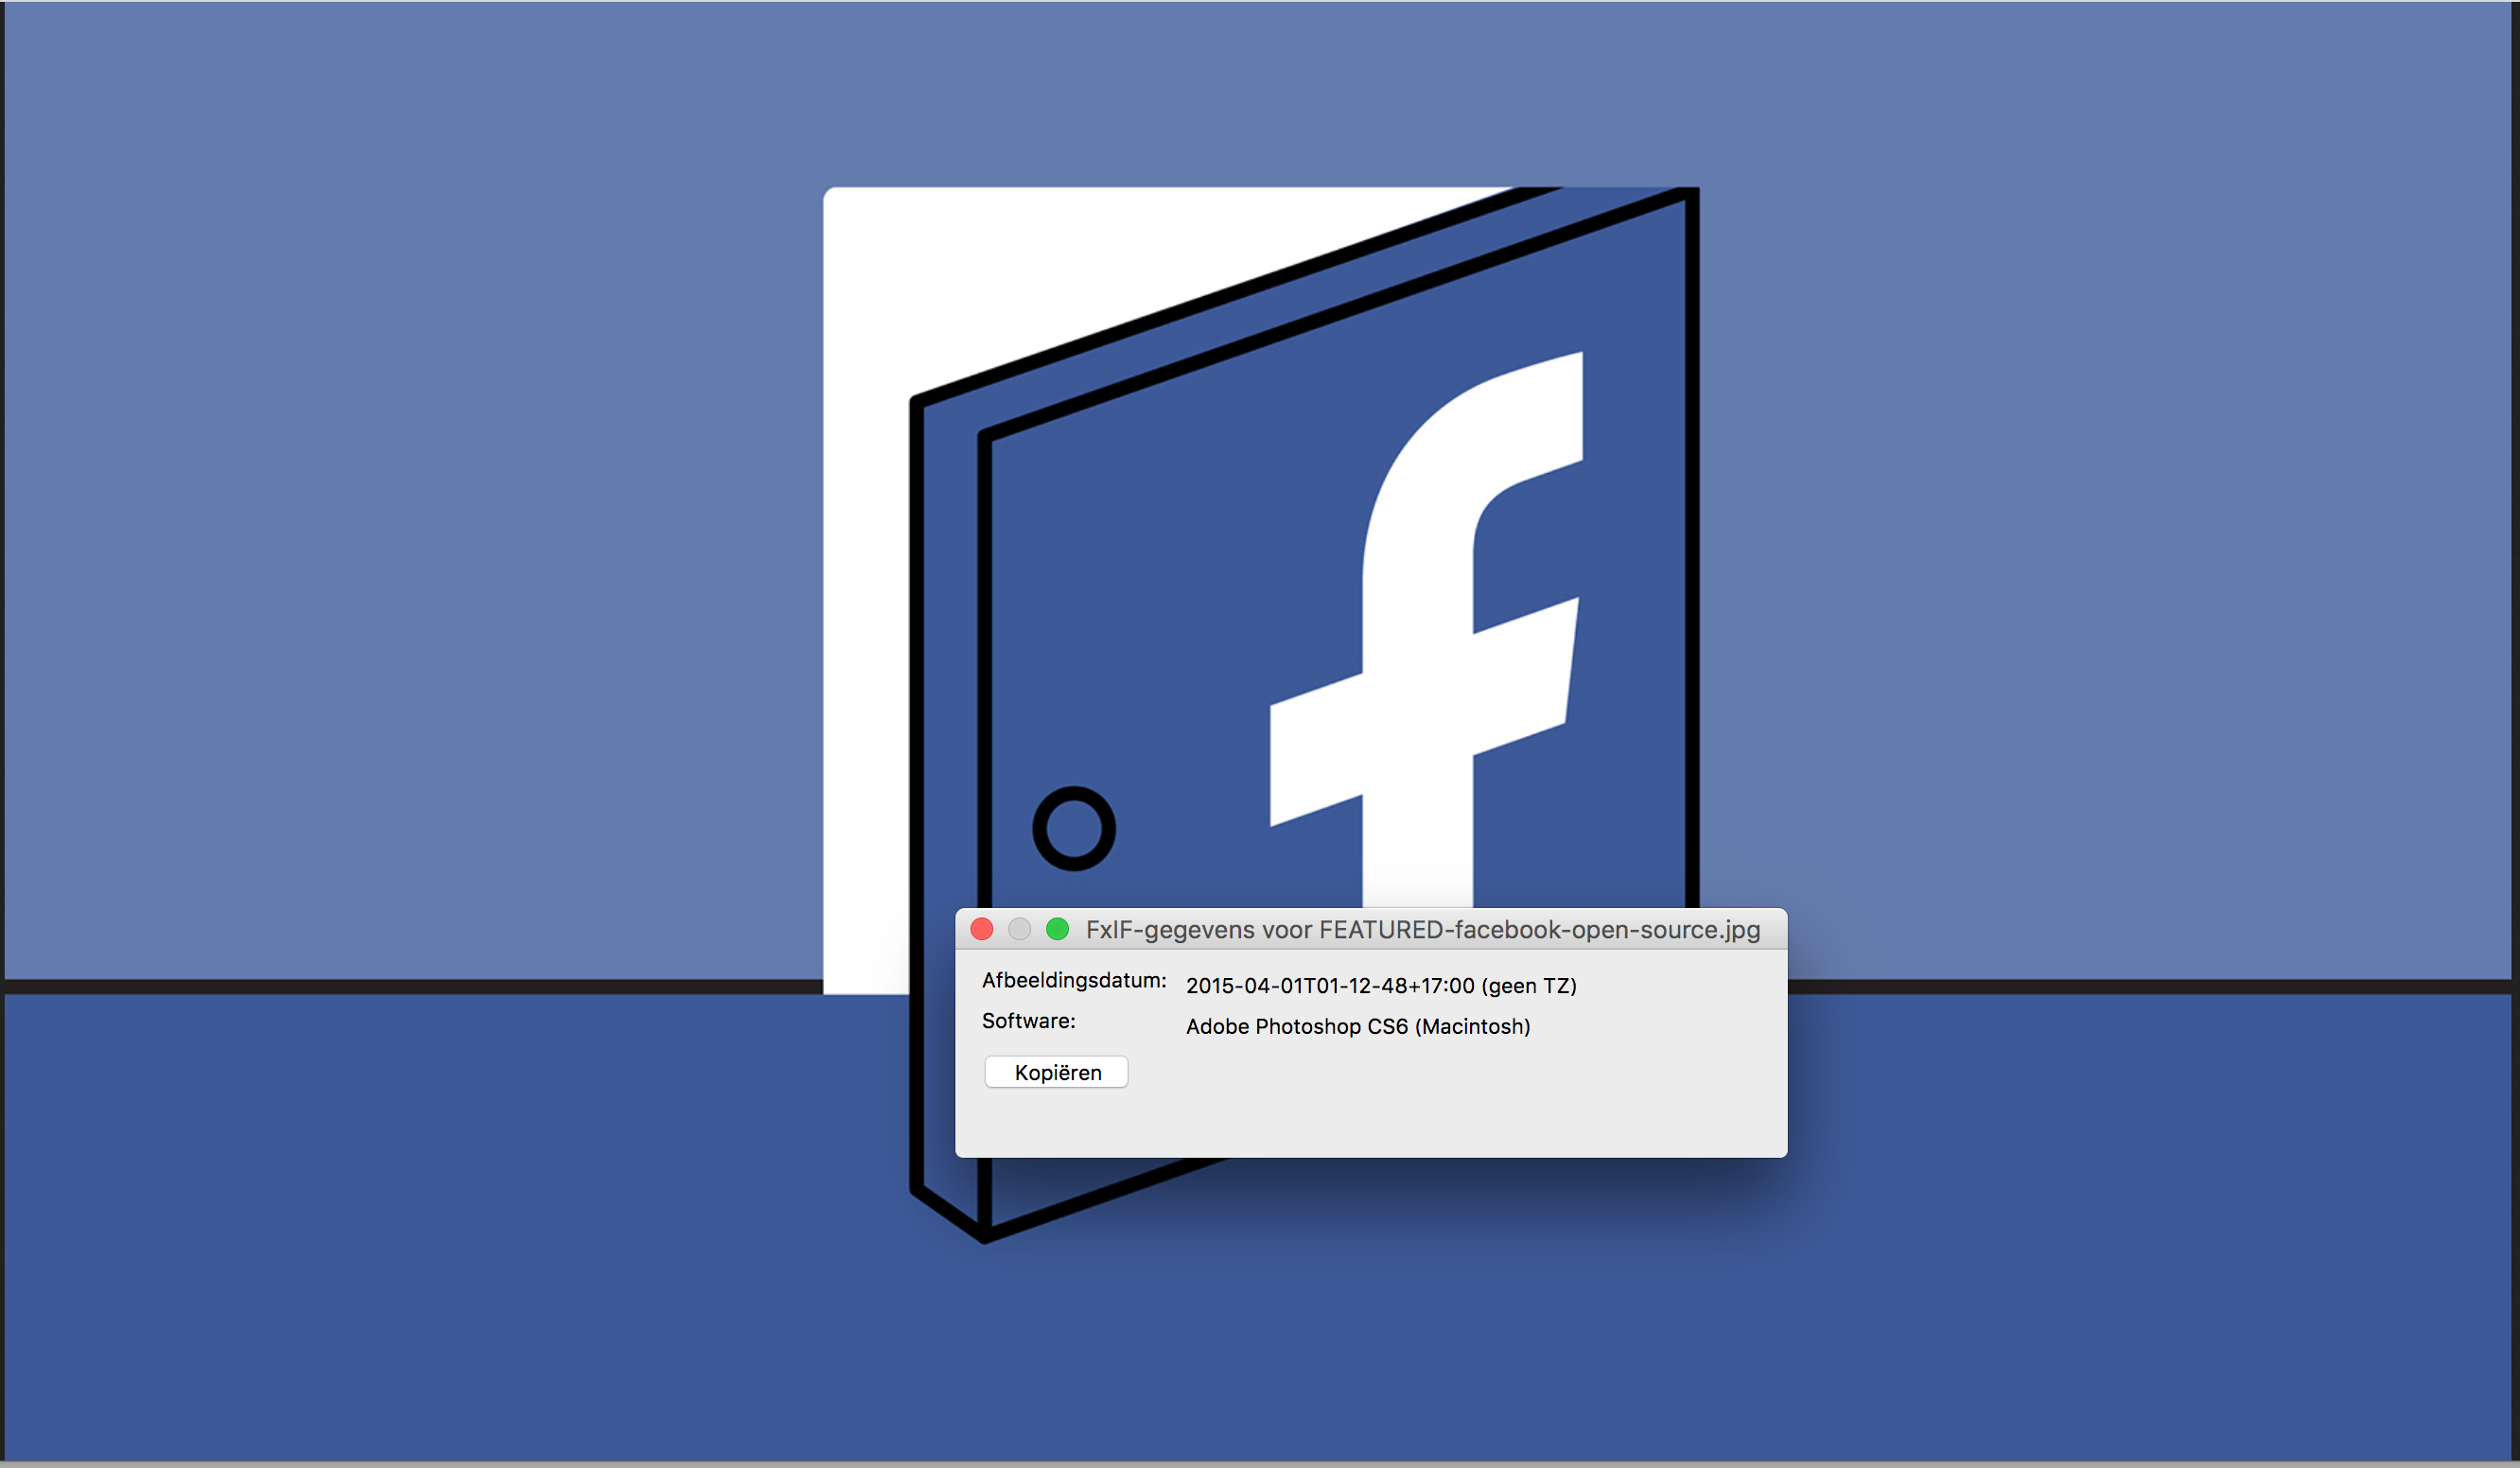 f
FxIF-gegevens voor FEATURED-facebook-open-source.jpg
Afbeeldingsdatum: 2015-04-01T01-12-48+17:00 (geen TZ)
Software: Adobe Photoshop CS6 (Macintosh)
Kopiëren